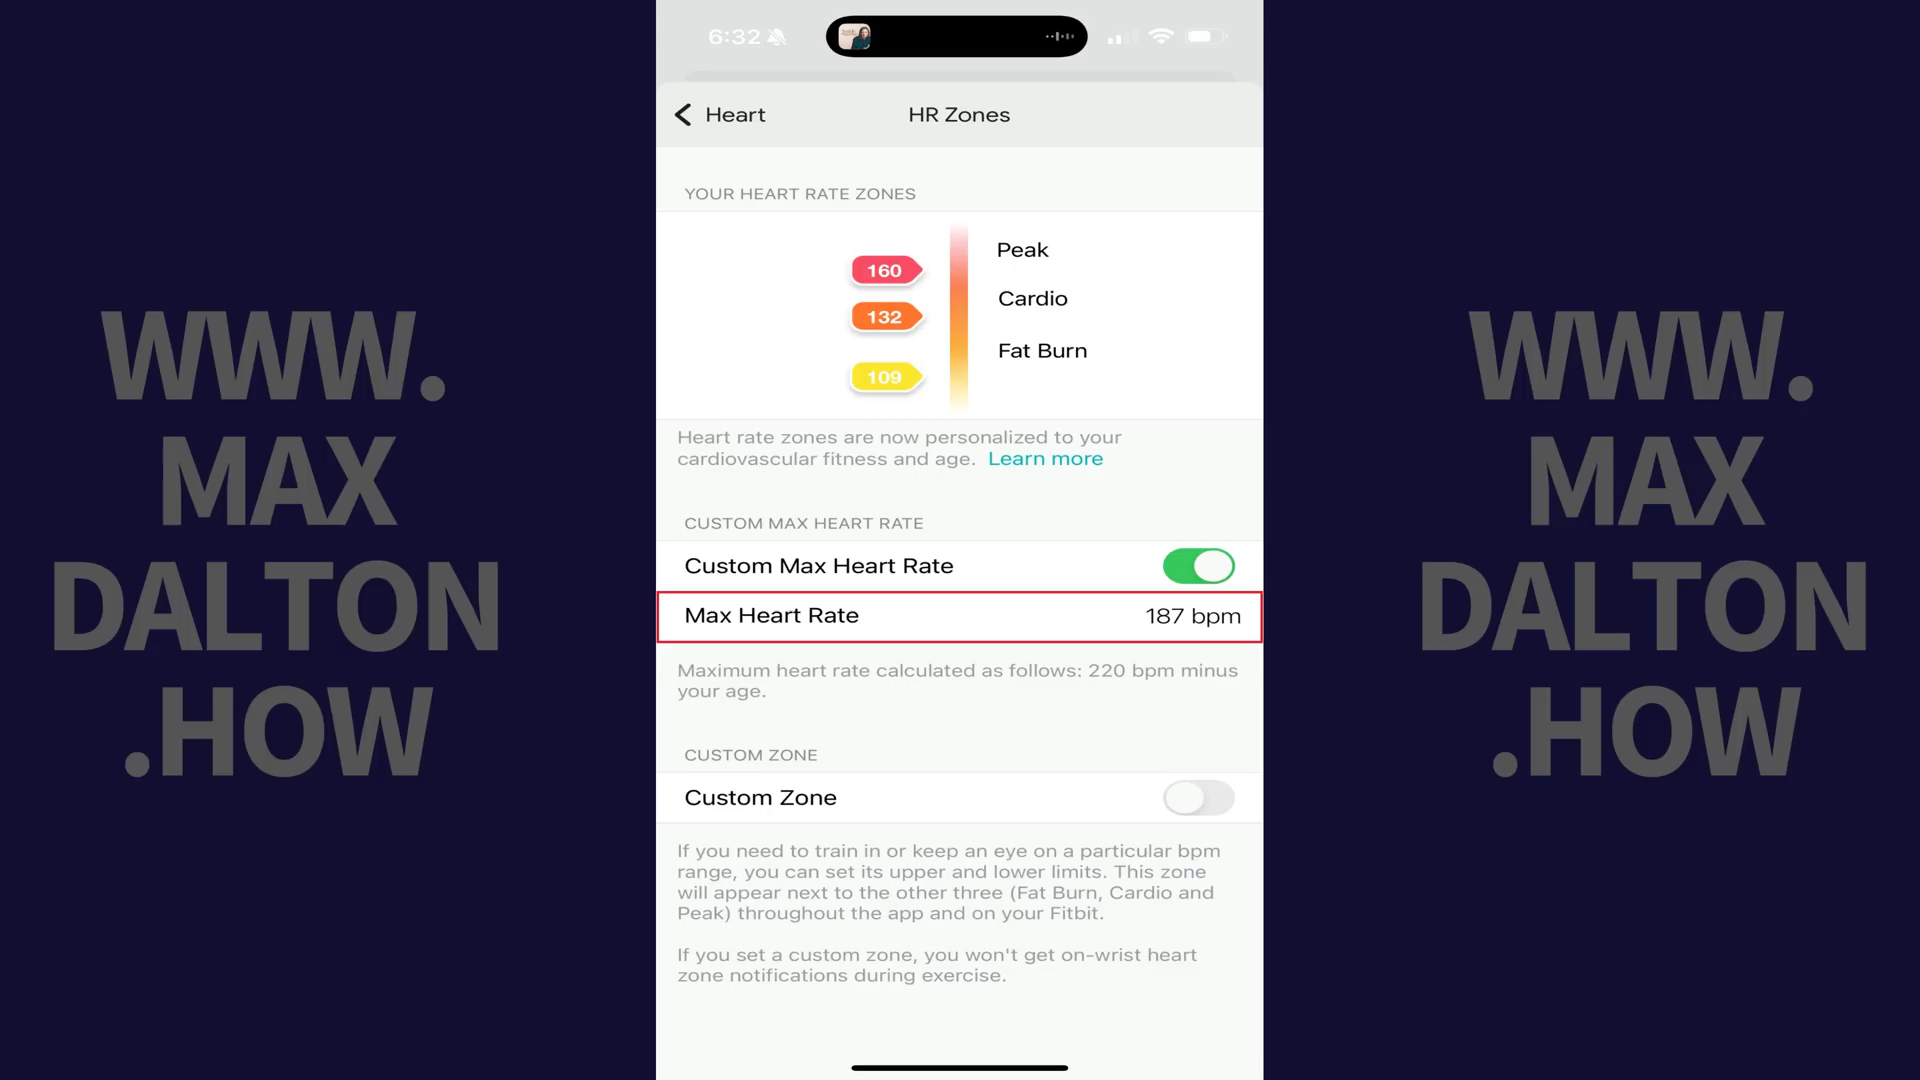 6:32
Heart
HR Zones
YOUR HEART RATE ZONES
Peak
160
Cardio
132
Fat Burn
109
Heart rate zones are now personalized to your
cardiovascular fitness and age. Learn more
CUSTOM MAX HEART RATE
Custom Max Heart Rate
Max Heart Rate 187 bpm
Maximum heart rate calculated as follows: 220 bpm minus
your age.
CUSTOM ZONE
Custom Zone
If you need to train in or keep an eye on a particular bpm
range, you can set its upper and lower limits. This zone
will appear next to the other three (Fat Burn, Cardio and
Peak) throughout the app and on your Fitbit.
If you set a custom zone, you won't get on-wrist heart
zone notifications during exercise.
WWW.
MAX
DALTON
.HOW
WWW.
MAX
DALTON
.HOW